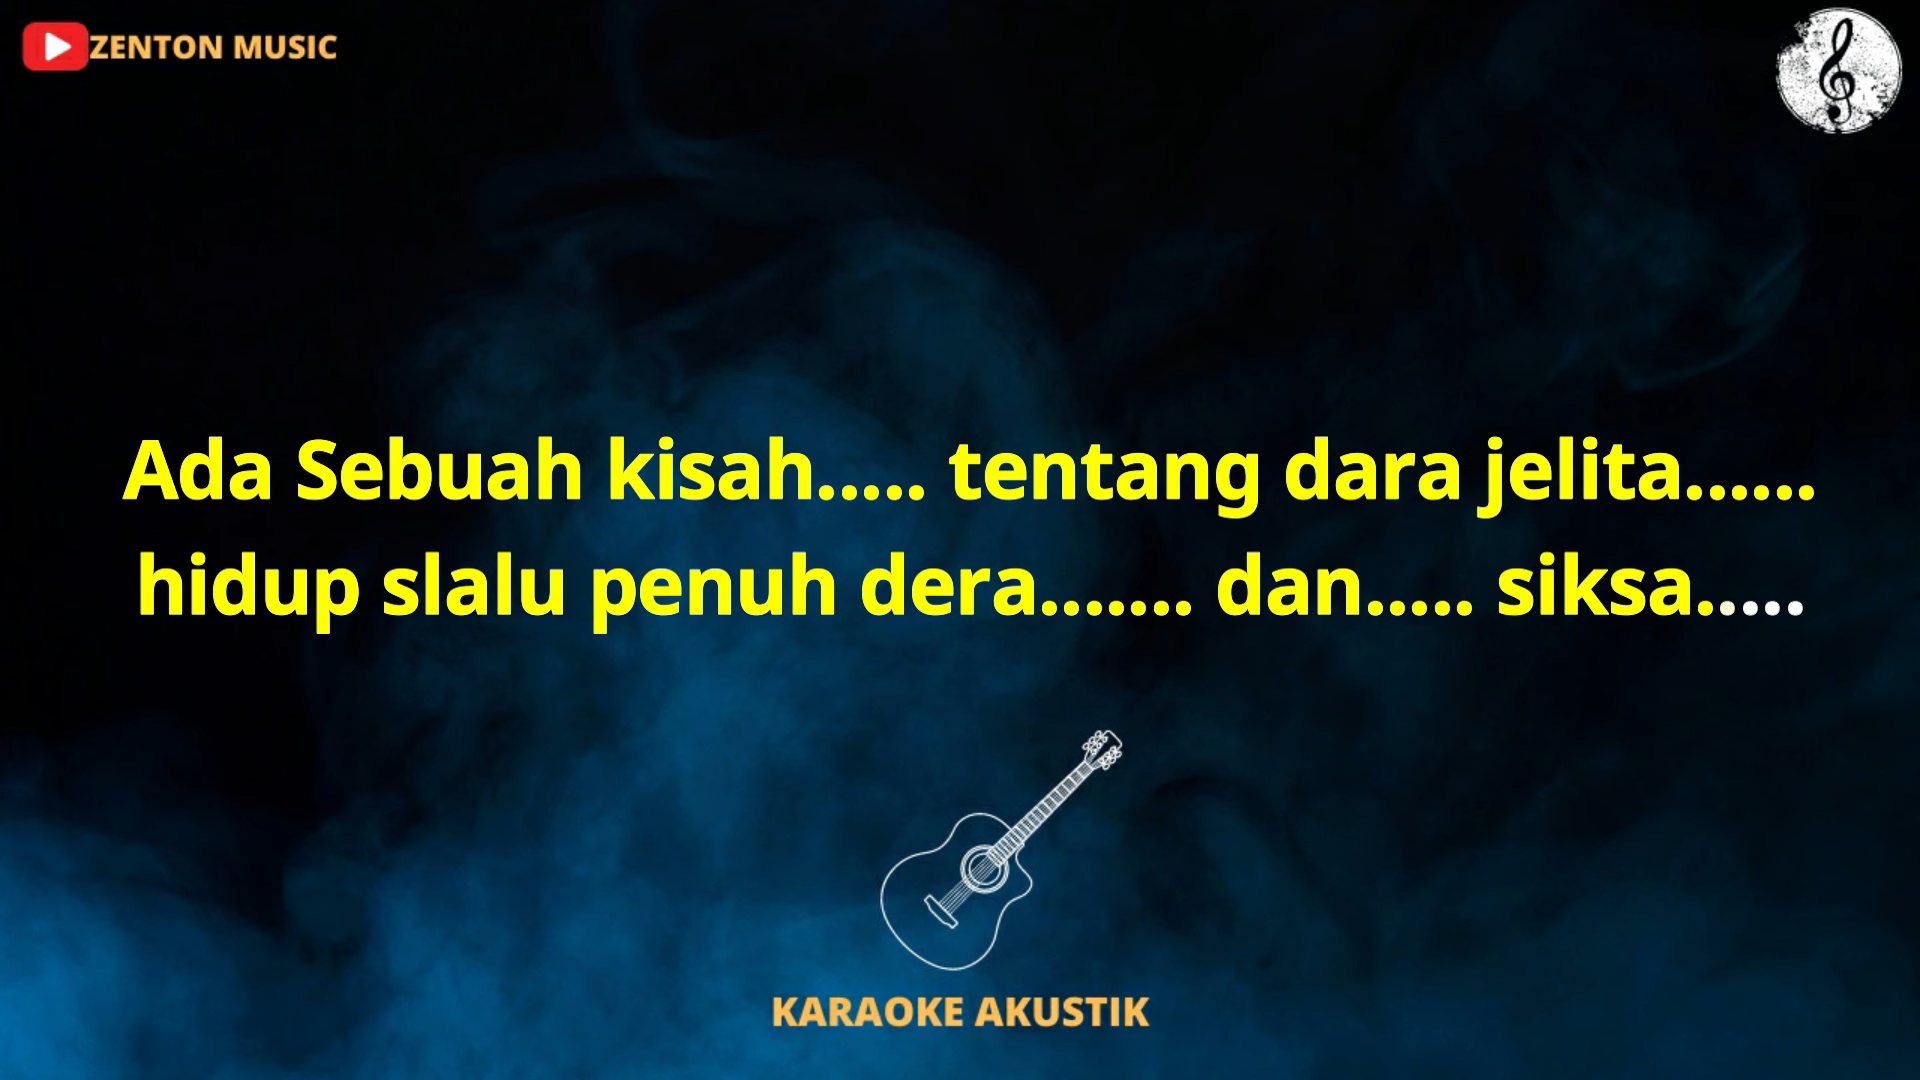 ZENTON MUSIC
Ada Sebuah kisah..... tentang dara jelita......
hidup slalu penuh dera....... dan..... siksa.....
KARAOKE AKUSTIK